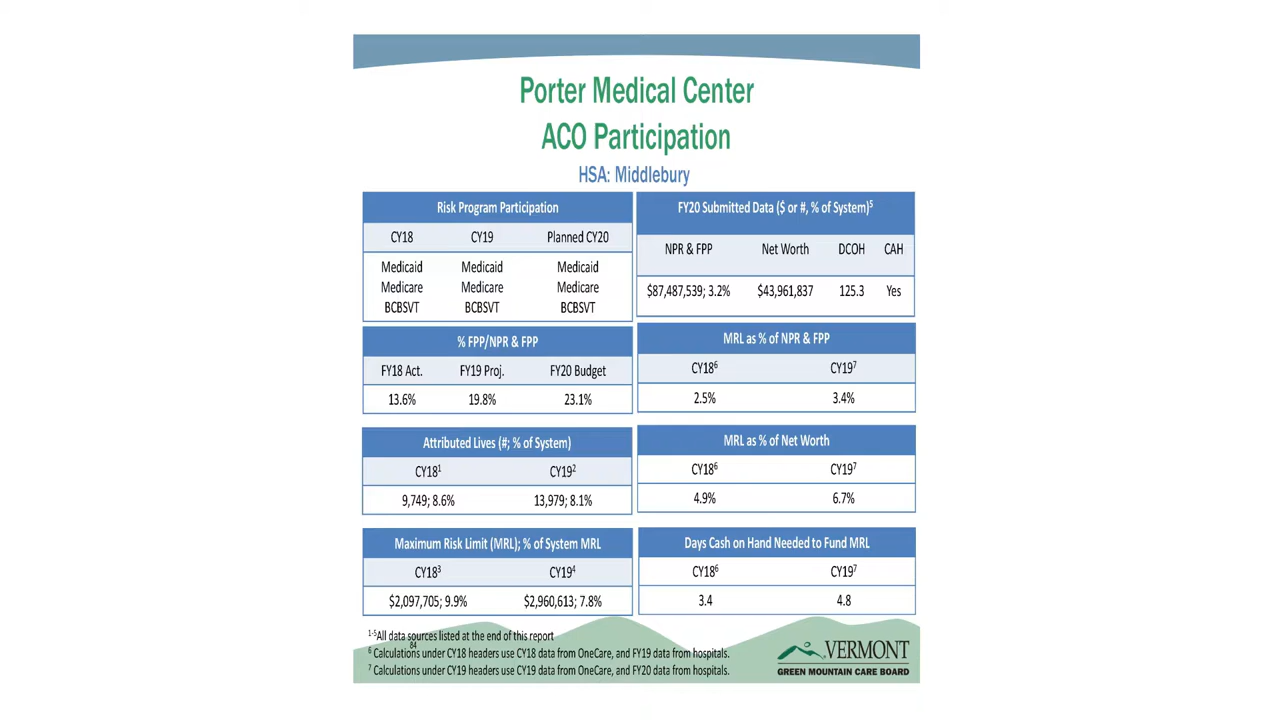 Porter Medical Center
ACO Participation
HSA: Middlebury
Risk Program Participation
CY18 CY19 Planned CY20
Medicaid Medicaid Medicaid
Medicare Medicare Medicare
BCBSVT BCBSVT BCBSVT
% FPP/NPR & FPP
FY18 Act. FY19 Proj. FY20 Budget
13.6% 19.8% 23.1%
Attributed Lives (#; % of System)
CY18¹ CY19²
9,749; 8.6% 13,979; 8.1%
Maximum Risk Limit (MRL); % of System MRL
CY18³ CY19⁴
$2,097,705; 9.9% $2,960,613; 7.8%
FY20 Submitted Data ($ or #, % of System)⁵
NPR & FPP Net Worth DCOH CAH
$87,487,539; 3.2% $43,961,837 125.3 Yes
MRL as % of NPR & FPP
CY18⁶ CY19⁷
2.5% 3.4%
MRL as % of Net Worth
CY18⁶ CY19⁷
4.9% 6.7%
Days Cash on Hand Needed to Fund MRL
CY18⁶ CY19⁷
3.4 4.8
¹⁻⁵All data sources listed at the end of this report
84
⁶ Calculations under CY18 headers use CY18 data from OneCare, and FY19 data from hospitals.
⁷ Calculations under CY19 headers use CY19 data from OneCare, and FY20 data from hospitals.
VERMONT
GREEN MOUNTAIN CARE BOARD